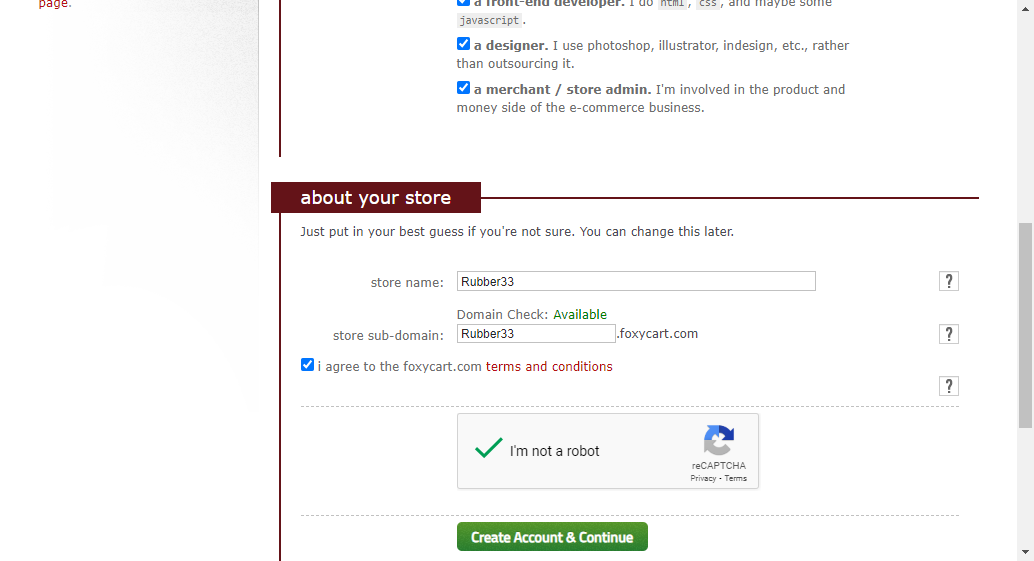 page.
a front-end developer. I do html, css, and maybe some
javascript.
a designer. I use photoshop, illustrator, indesign, etc., rather
than outsourcing it.
a merchant / store admin. I'm involved in the product and
money side of the e-commerce business.
about your store
Just put in your best guess if you're not sure. You can change this later.
store name: Rubber33 ?
Domain Check: Available
store sub-domain: Rubber33 .foxycart.com ?
i agree to the foxycart.com terms and conditions
?
I'm not a robot
reCAPTCHA
Privacy - Terms
Create Account & Continue